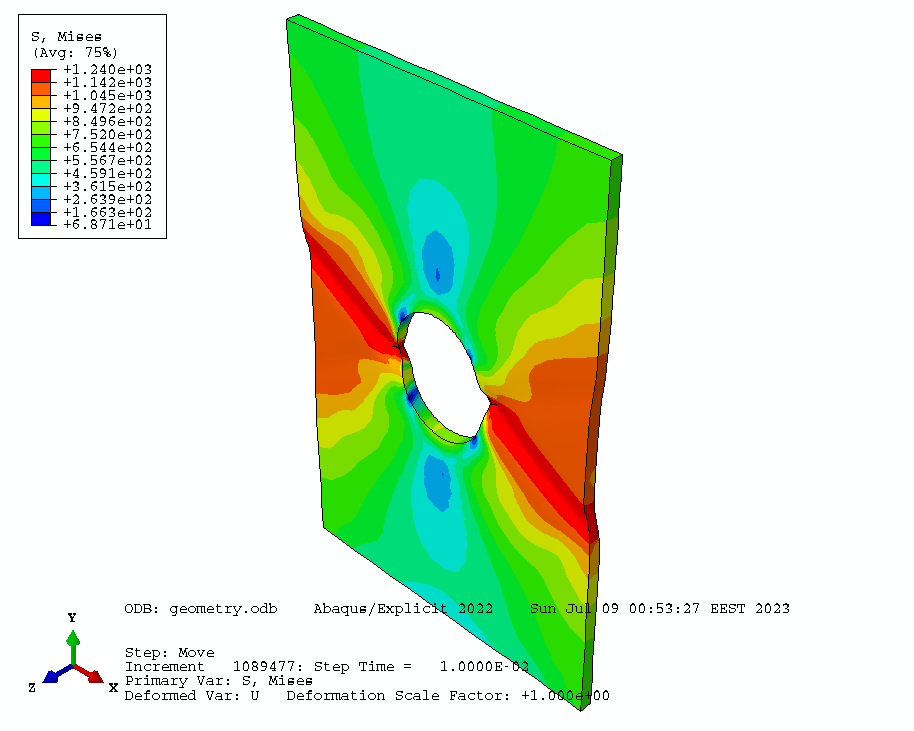 S, Mises
(Avg: 75%)
+1.240e+03
+1.142e+03
+1.045e+03
+9.472e+02
+8.496e+02
+7.520e+02
+6.544e+02
+5.567e+02
+4.591e+02
+3.615e+02
+2.639e+02
+1.663e+02
+6.871e+01
ODB: geometry.odb Abaqus/Explicit 2022 Sun Jul 09 00:53:27 EEST 2023
Y
Z
X
Step: Move
Increment 1089477: Step Time = 1.0000E-02
Primary Var: S, Mises
Deformed Var: U Deformation Scale Factor: +1.000e+00